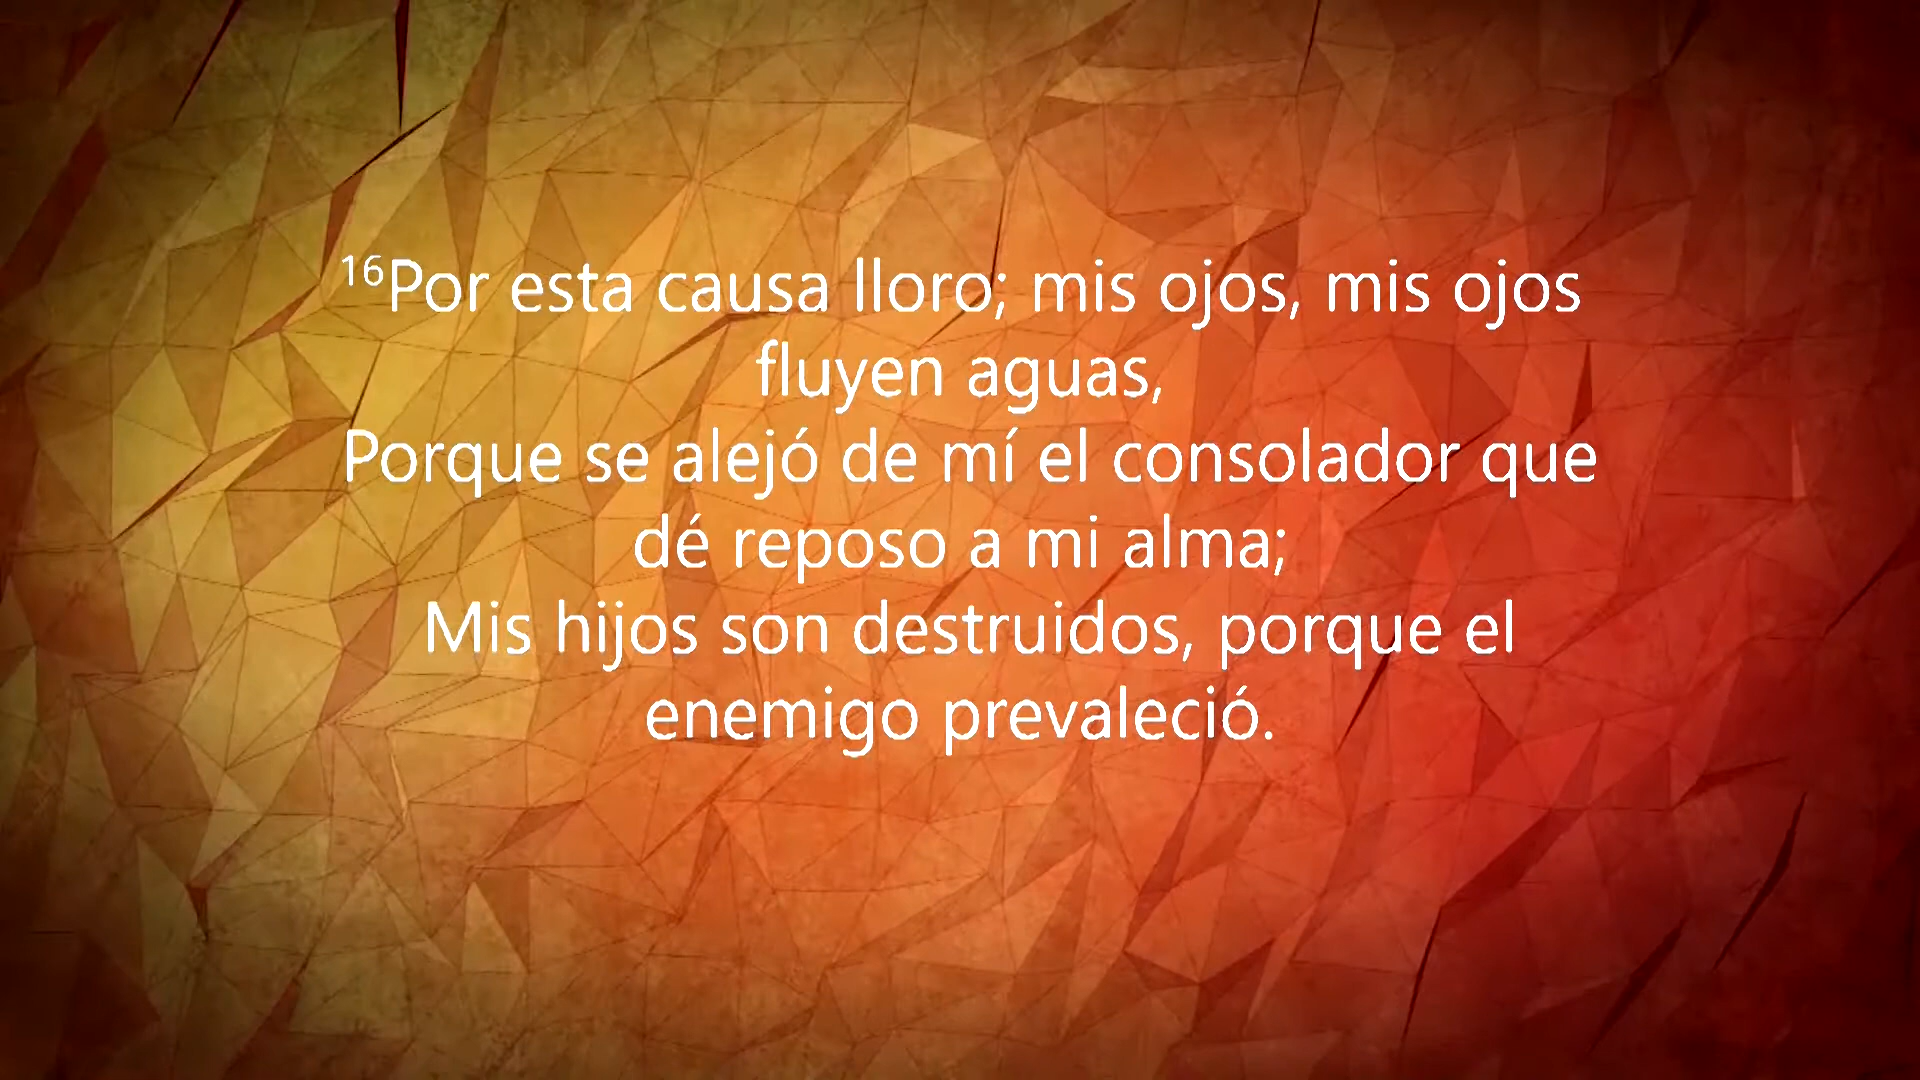 ¹⁶Por esta causa lloro; mis ojos, mis ojos
fluyen aguas,
Porque se alejó de mí el consolador que
dé reposo a mi alma;
Mis hijos son destruidos, porque el
enemigo prevaleció.